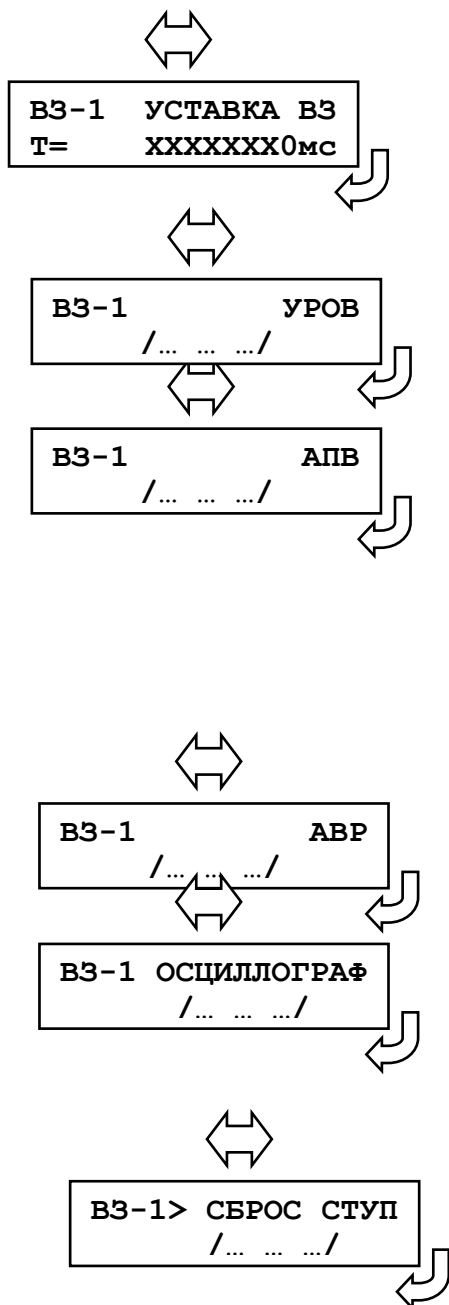 ВЗ-1 УСТАВКА ВЗ
Т= XXXXXXX0мс
ВЗ-1 УРОВ
/… … …/
ВЗ-1 АПВ
/… … …/
ВЗ-1 АВР
/… … …/
ВЗ-1 ОСЦИЛЛОГРАФ
/… … …/
ВЗ-1> СБРОС СТУП
/… … …/